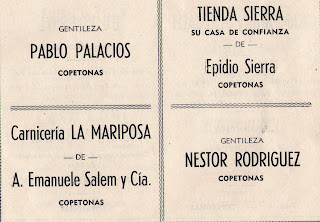 GENTILEZA
PABLO PALACIOS
COPETONAS
Carnicería LA MARIPOSA
— DE —
A. Emanuele Salem y Cía.
COPETONAS
TIENDA SIERRA
SU CASA DE CONFIANZA
— DE —
Epidio Sierra
COPETONAS
GENTILEZA
NESTOR RODRIGUEZ
COPETONAS